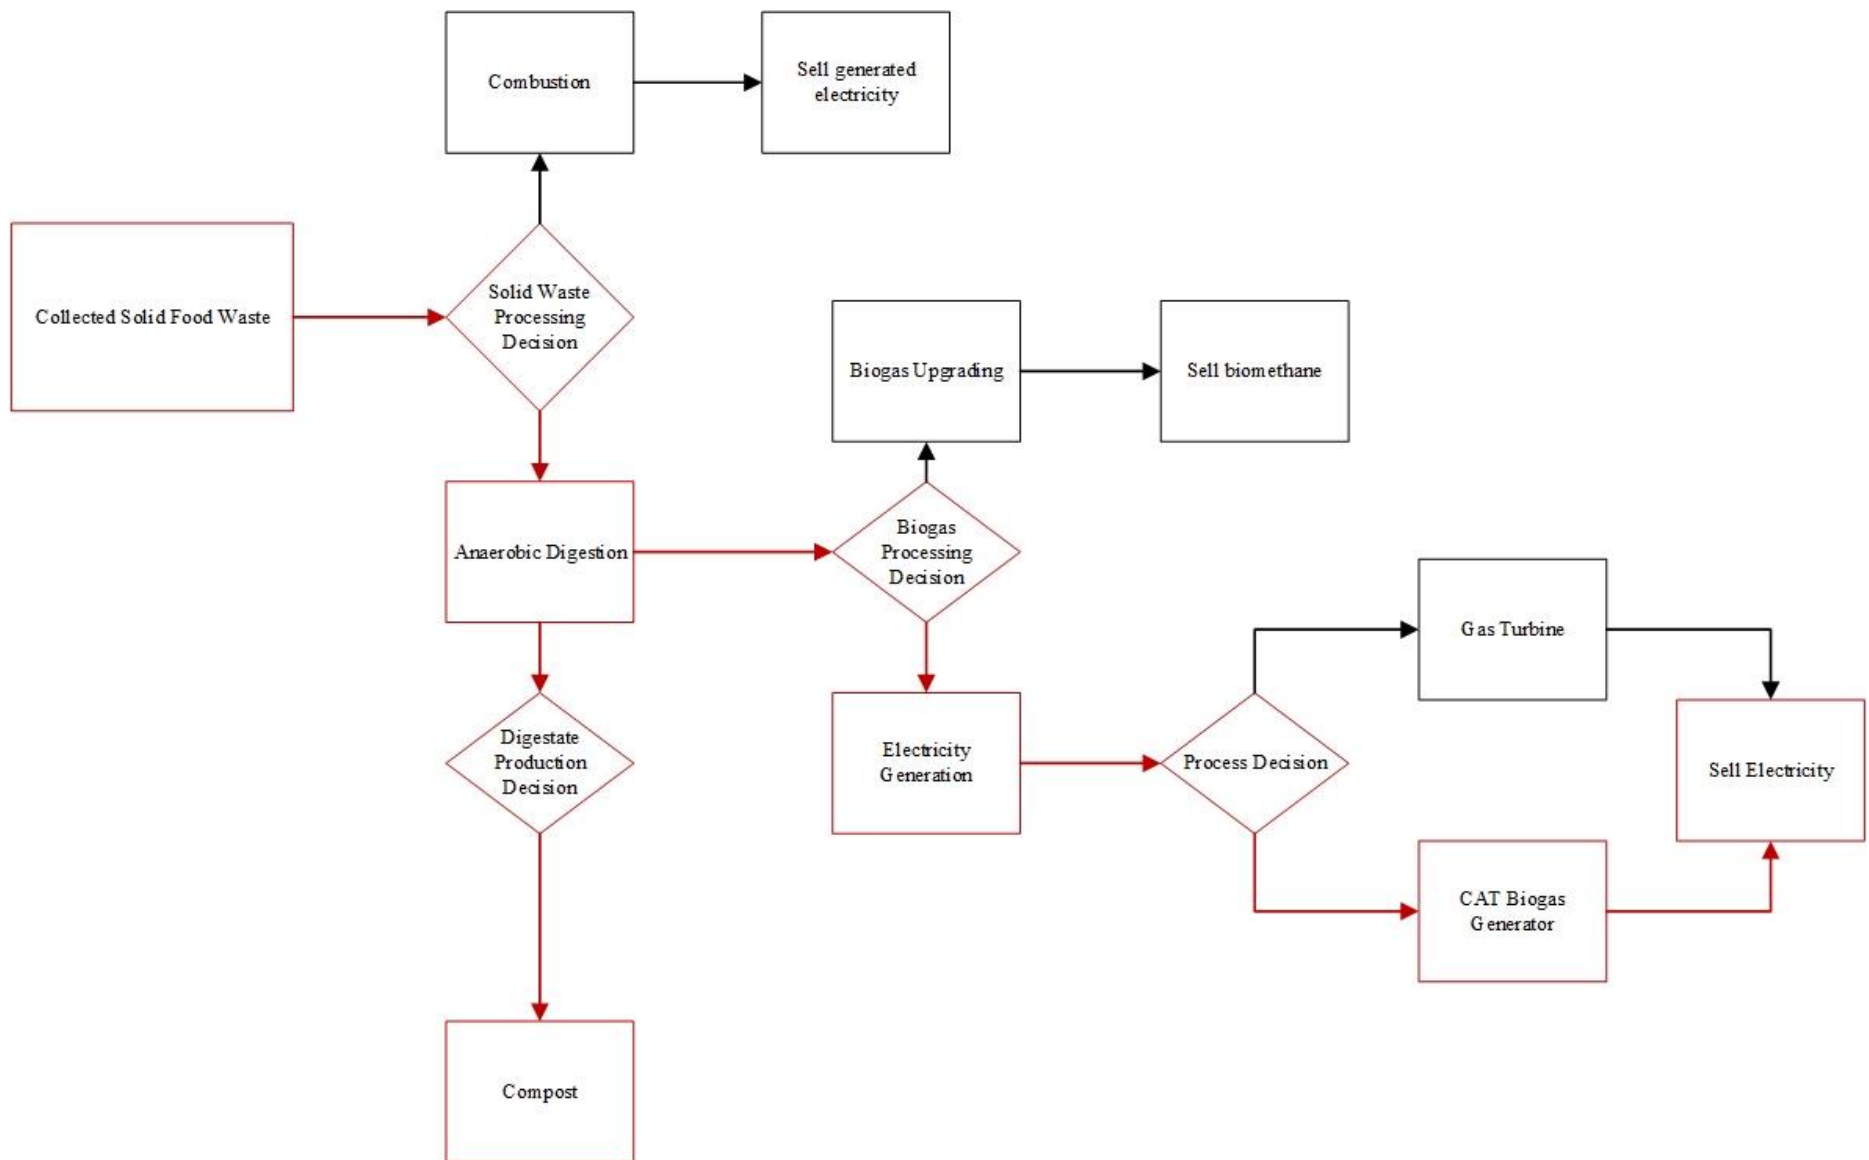 Combustion
Sell generated
electricity
Collected Solid Food Waste
Solid Waste
Processing
Decision
Biogas Upgrading
Sell biomethane
Anaerobic Digestion
Biogas
Processing
Decision
Gas Turbine
Digestate
Production
Decision
Electricity
Generation
Process Decision
Sell Electricity
CAT Biogas
Generator
Compost